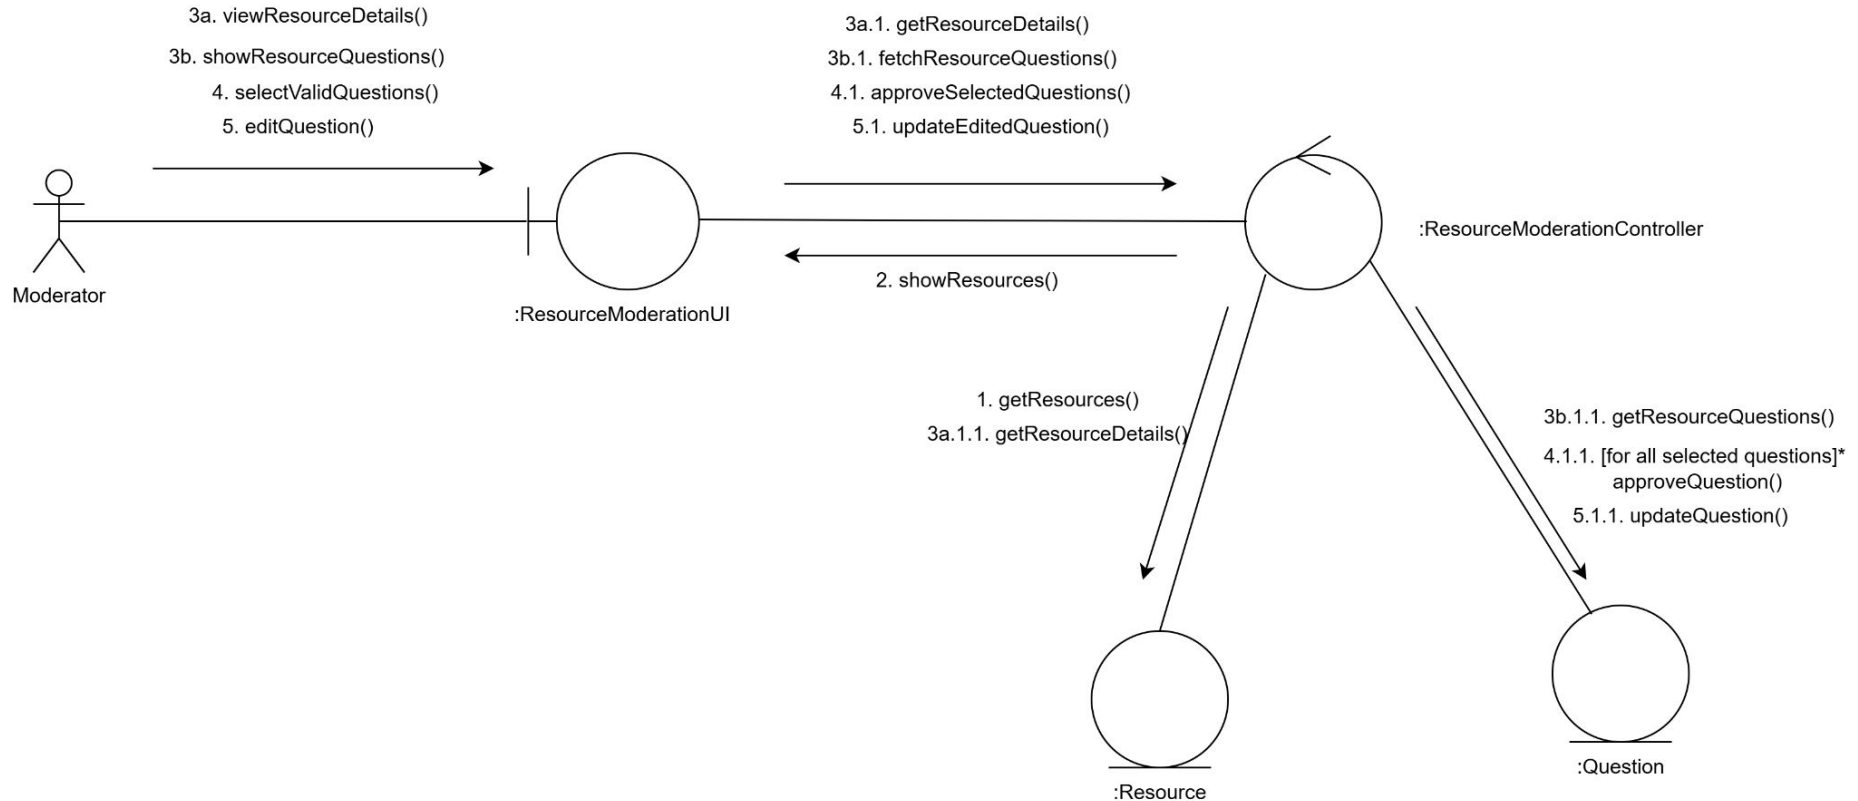 3a. viewResourceDetails()
3b. showResourceQuestions()
4. selectValidQuestions()
5. editQuestion()
3a.1. getResourceDetails()
3b.1. fetchResourceQuestions()
4.1. approveSelectedQuestions()
5.1. updateEditedQuestion()
Moderator
:ResourceModerationUI
2. showResources()
:ResourceModerationController
1. getResources()
3a.1.1. getResourceDetails()
3b.1.1. getResourceQuestions()
4.1.1. [for all selected questions]*
approveQuestion()
5.1.1. updateQuestion()
:Resource
:Question